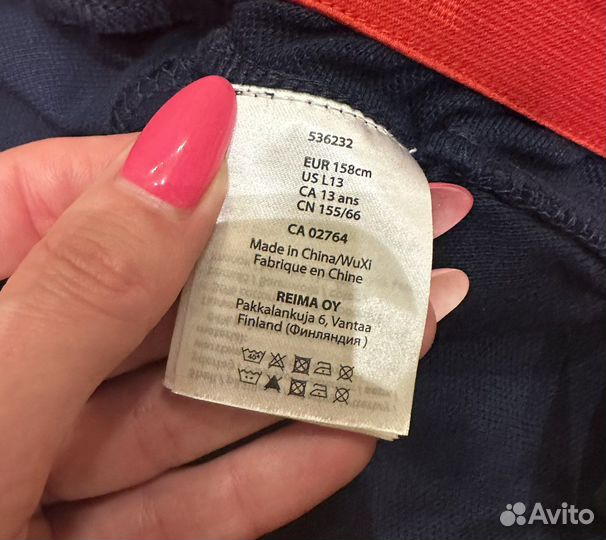 536232
EUR 158cm
US L13
CA 13 ans
CN 155/66
CA 02764
Made in China/WuXi
Fabrique en Chine
REIMA OY
Pakkalankuja 6, Vantaa
Finland (Финляндия )
40
Avito